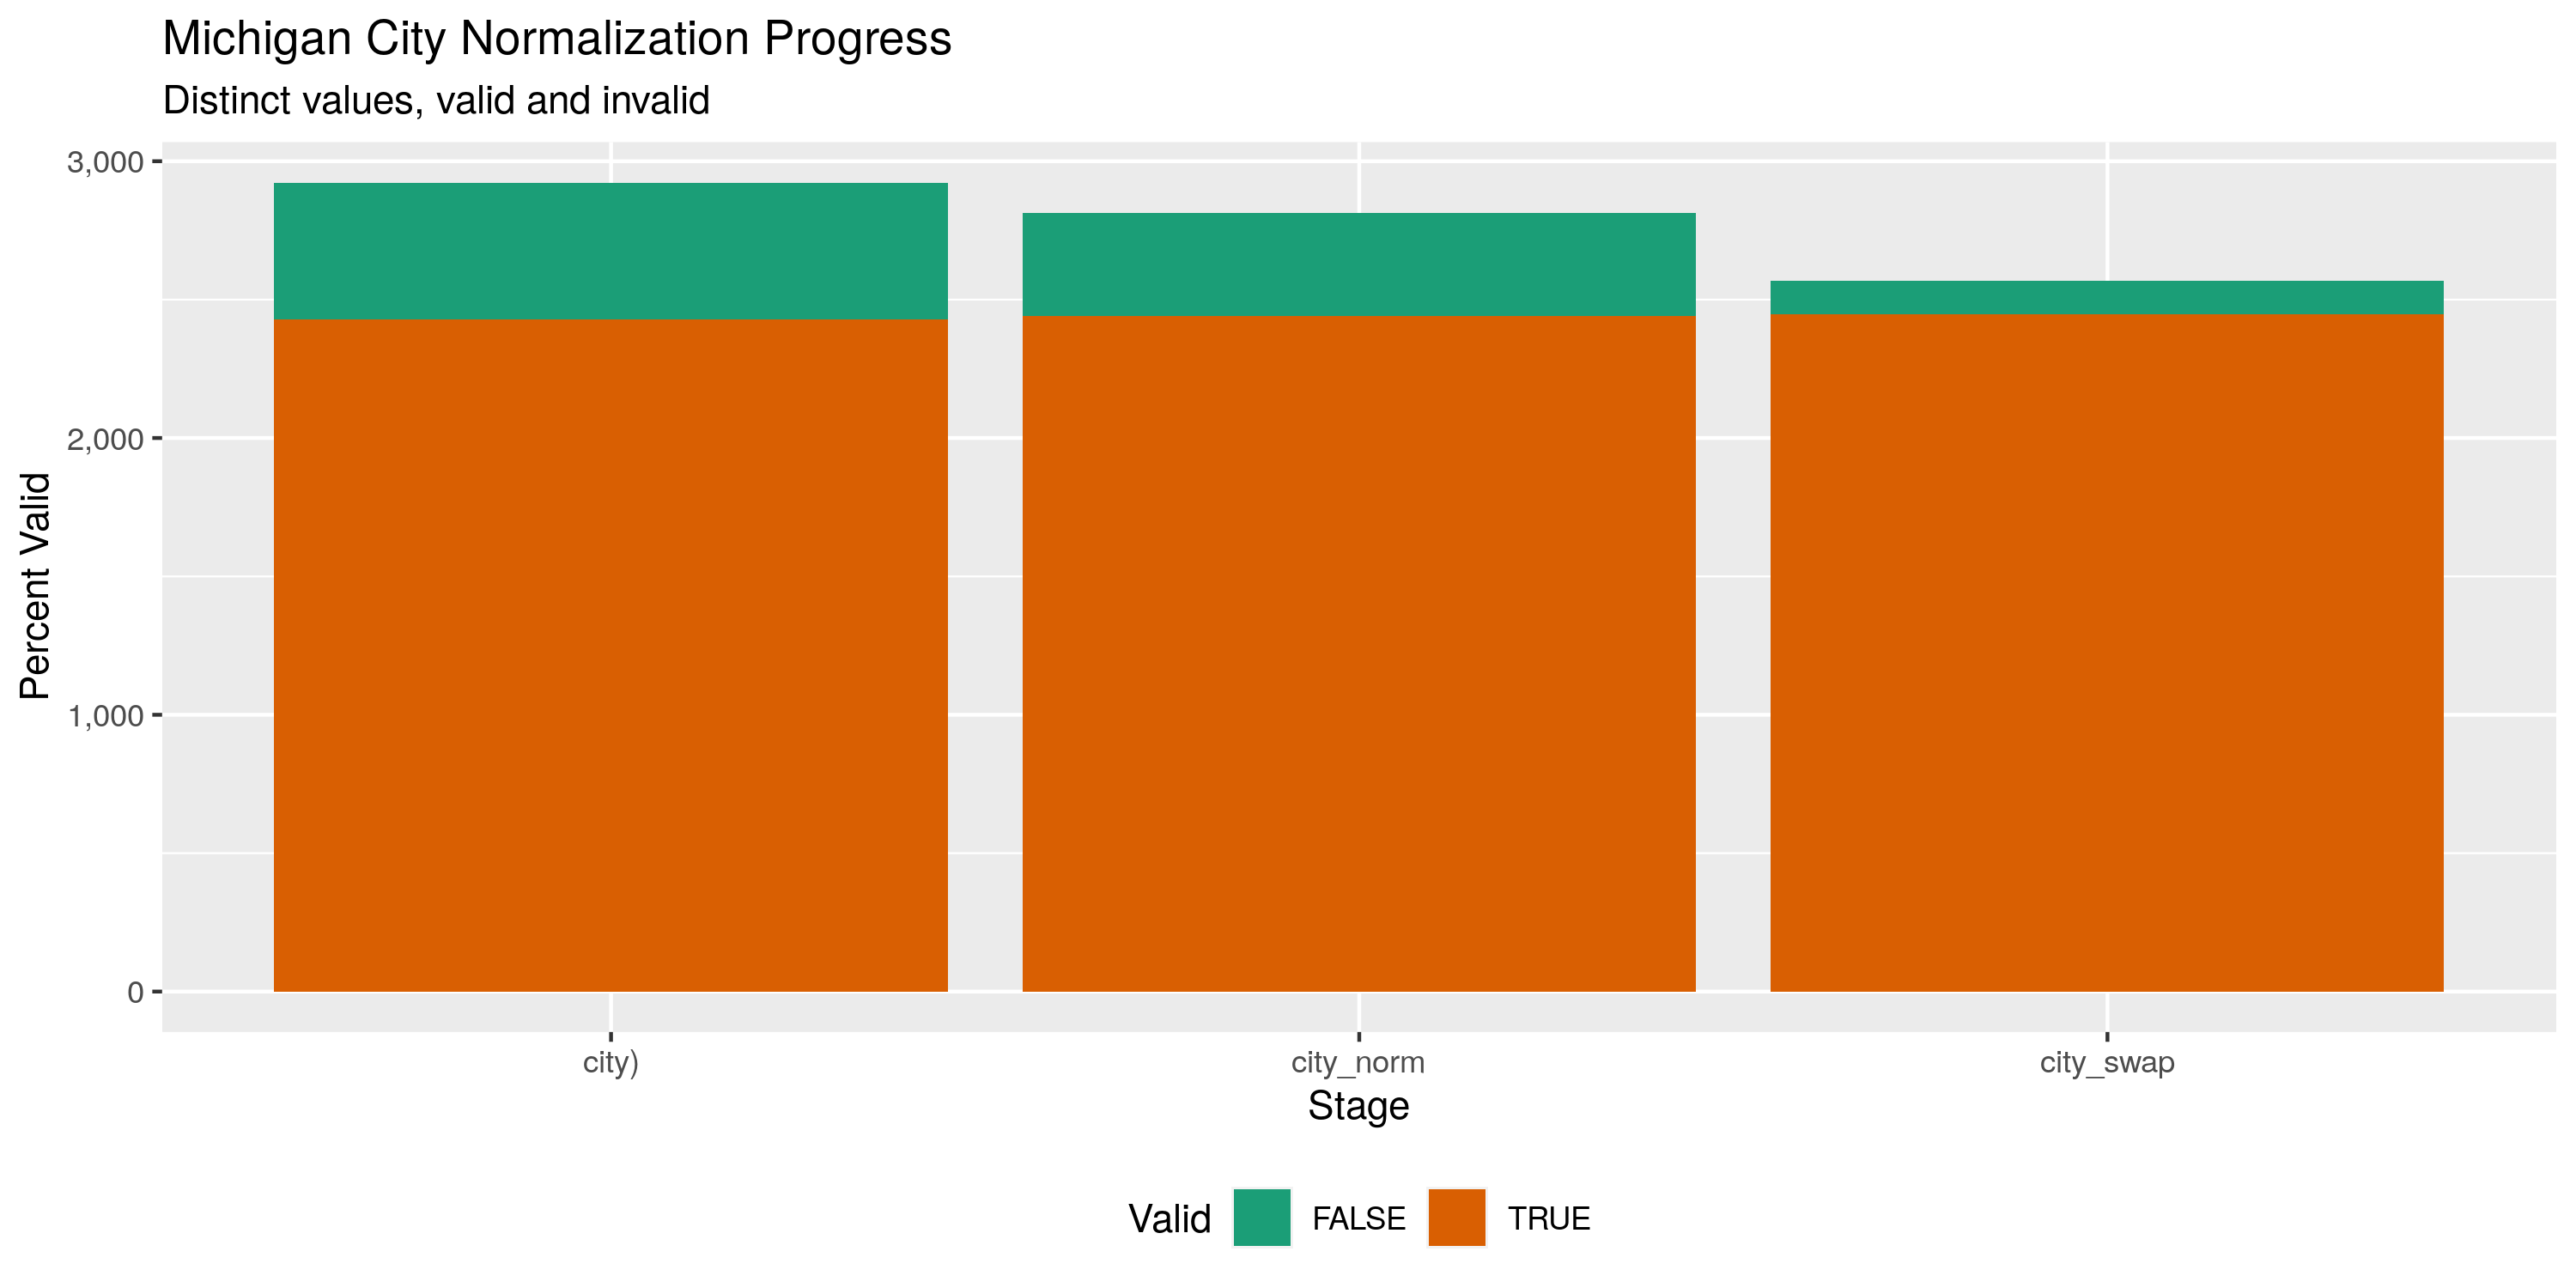 Michigan City Normalization Progress
Distinct values, valid and invalid
3,000
2,000
1,000
0
Percent Valid
city)
city_norm
city_swap
Stage
Valid FALSE TRUE